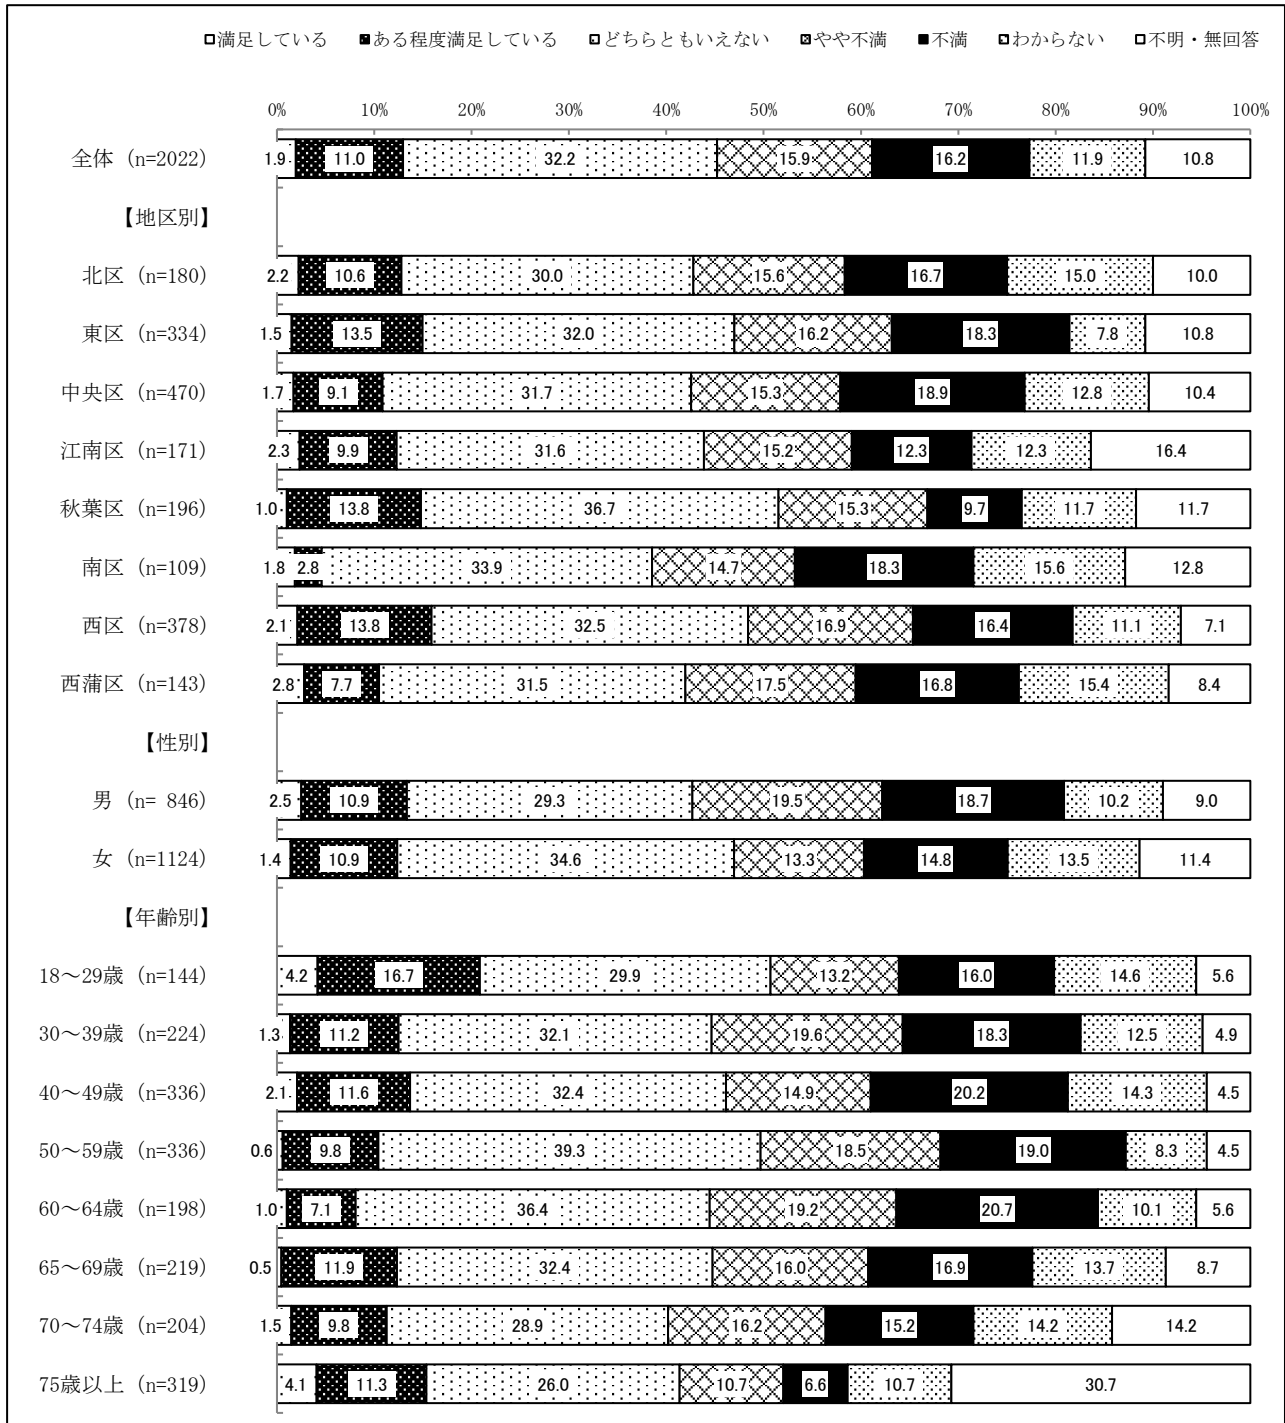 □満足している ■ある程度満足している □どちらともいえない □やや不満 ■不満 □わからない □不明・無回答
0% 10% 20% 30% 40% 50% 60% 70% 80% 90% 100%
全体 (n=2022) 1.9 11.0 32.2 15.9 16.2 11.9 10.8
【地区別】
北区 (n=180) 2.2 10.6 30.0 15.6 16.7 15.0 10.0
東区 (n=334) 1.5 13.5 32.0 16.2 18.3 7.8 10.8
中央区 (n=470) 1.7 9.1 31.7 15.3 18.9 12.8 10.4
江南区 (n=171) 2.3 9.9 31.6 15.2 12.3 12.3 16.4
秋葉区 (n=196) 1.0 13.8 36.7 15.3 9.7 11.7 11.7
南区 (n=109) 1.8 2.8 33.9 14.7 18.3 15.6 12.8
西区 (n=378) 2.1 13.8 32.5 16.9 16.4 11.1 7.1
西蒲区 (n=143) 2.8 7.7 31.5 17.5 16.8 15.4 8.4
【性別】
男 (n= 846) 2.5 10.9 29.3 19.5 18.7 10.2 9.0
女 (n=1124) 1.4 10.9 34.6 13.3 14.8 13.5 11.4
【年齢別】
18～29歳 (n=144) 4.2 16.7 29.9 13.2 16.0 14.6 5.6
30～39歳 (n=224) 1.3 11.2 32.1 19.6 18.3 12.5 4.9
40～49歳 (n=336) 2.1 11.6 32.4 14.9 20.2 14.3 4.5
50～59歳 (n=336) 0.6 9.8 39.3 18.5 19.0 8.3 4.5
60～64歳 (n=198) 1.0 7.1 36.4 19.2 20.7 10.1 5.6
65～69歳 (n=219) 0.5 11.9 32.4 16.0 16.9 13.7 8.7
70～74歳 (n=204) 1.5 9.8 28.9 16.2 15.2 14.2 14.2
75歳以上 (n=319) 4.1 11.3 26.0 10.7 6.6 10.7 30.7